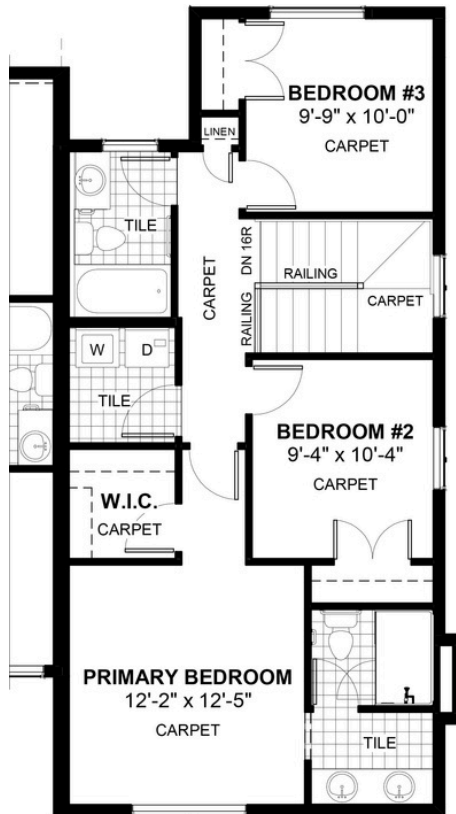 BEDROOM #3
9'-9" x 10'-0"
CARPET
LINEN
TILE
CARPET
DN 16R
RAILING
RAILING
CARPET
W
D
TILE
BEDROOM #2
9'-4" x 10'-4"
CARPET
W.I.C.
CARPET
PRIMARY BEDROOM
12'-2" x 12'-5"
CARPET
TILE